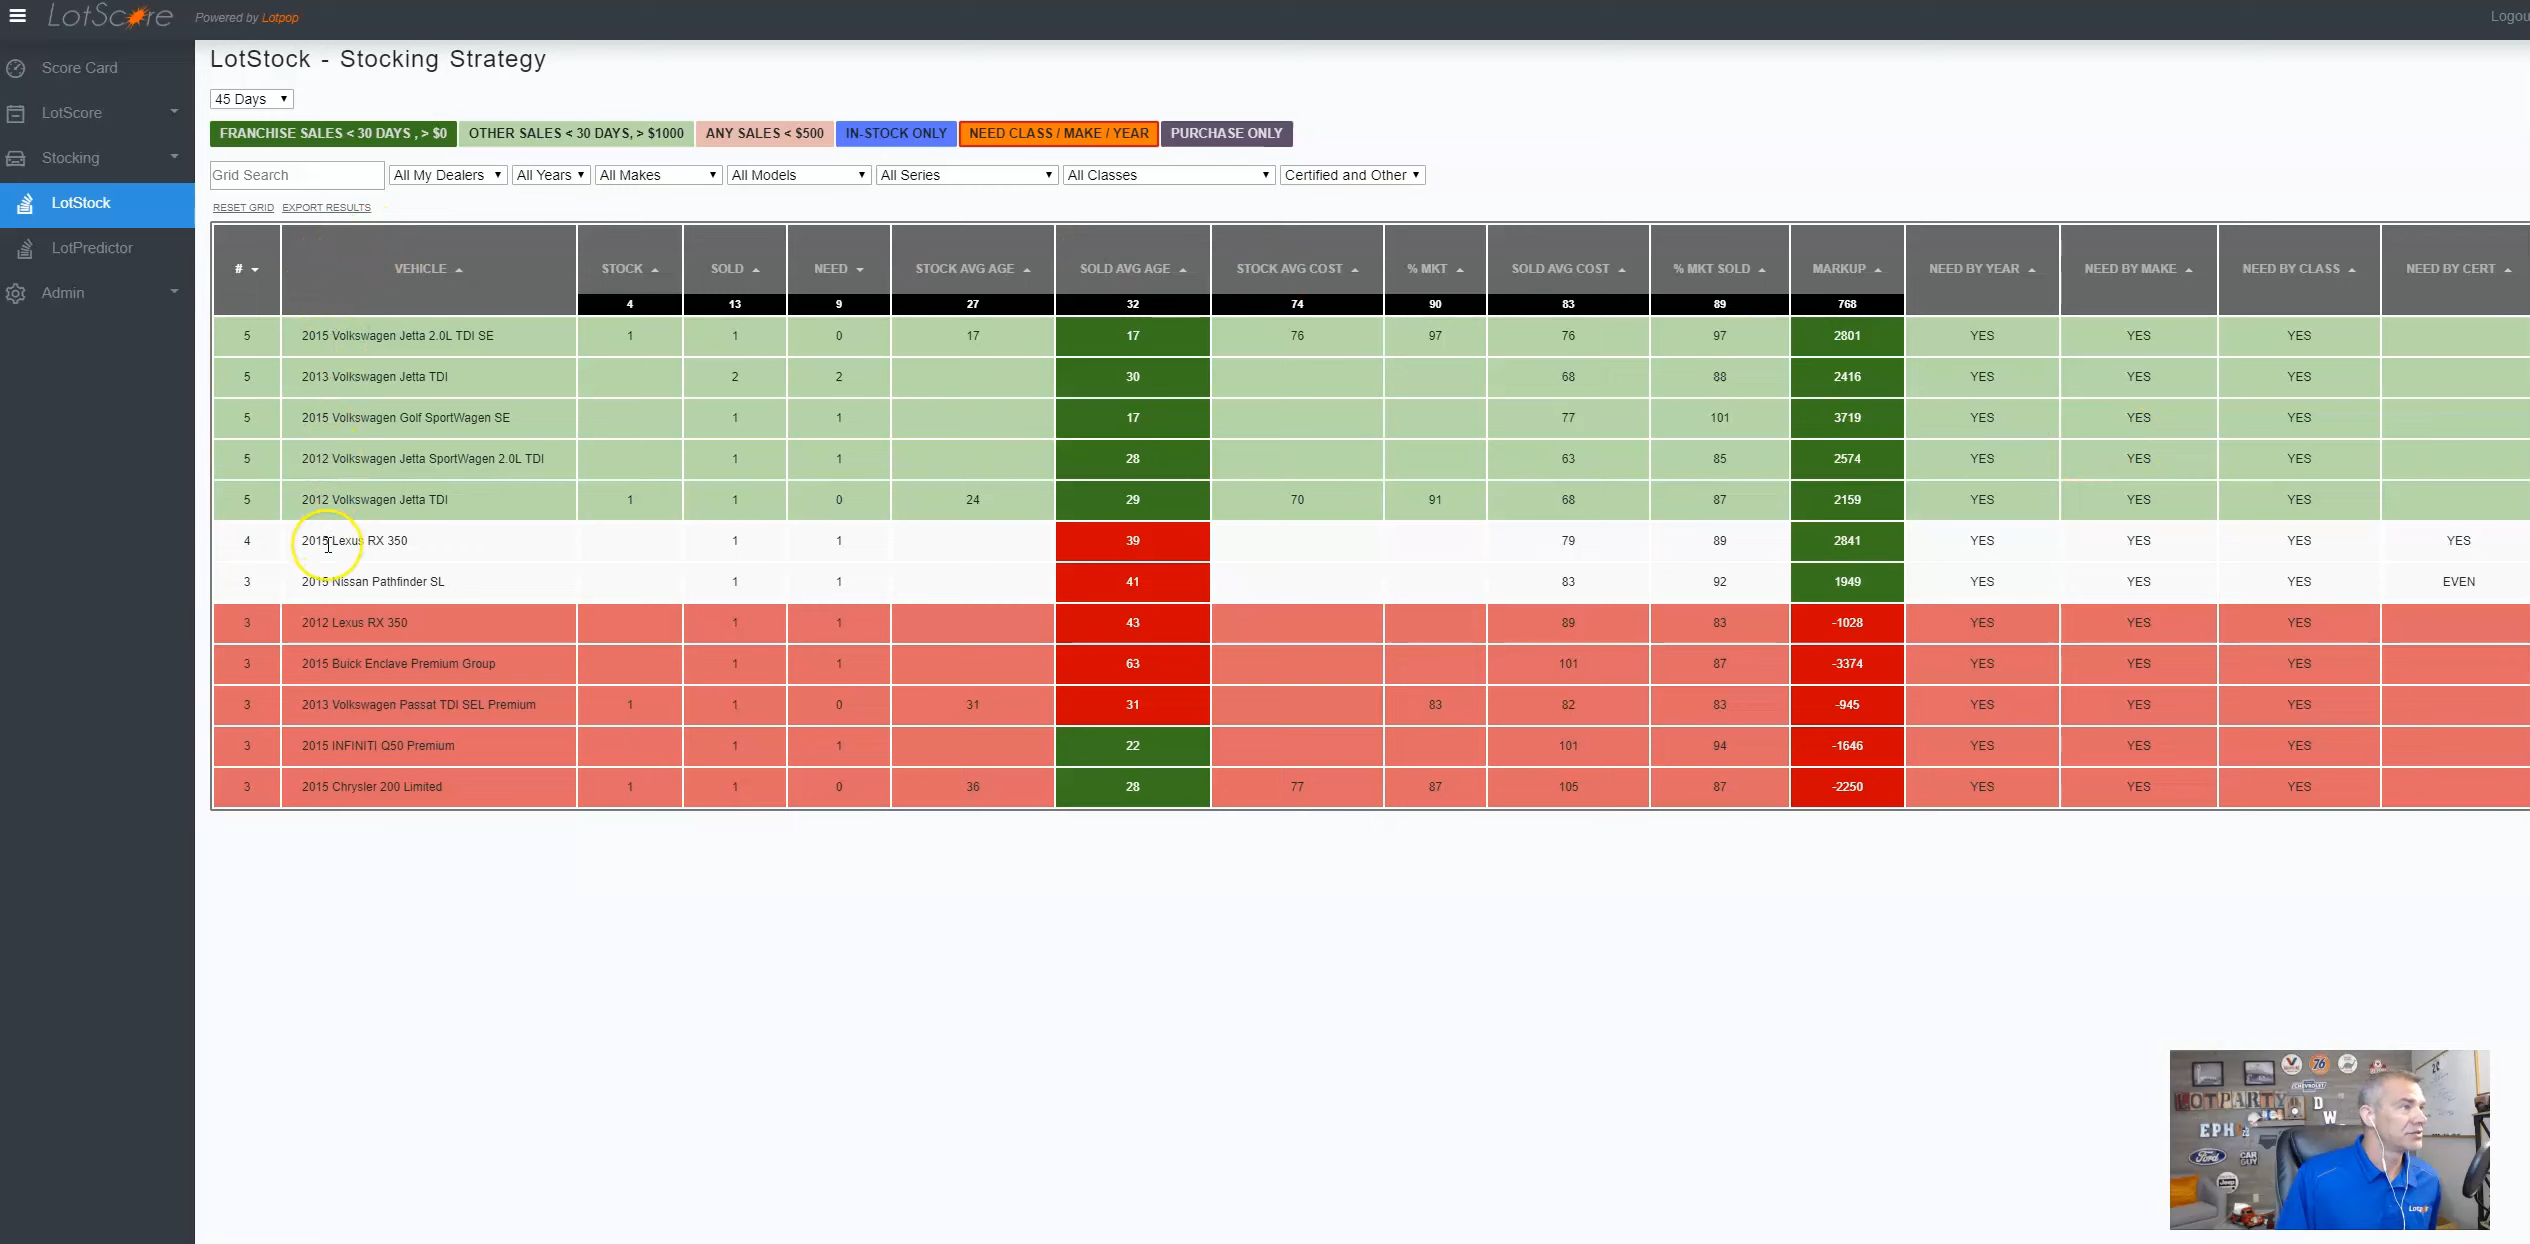 LotScore Powered by Lotpop
Score Card
LotScore
Stocking
LotStock
LotPredictor
Admin
LotStock - Stocking Strategy
45 Days
FRANCHISE SALES < 30 DAYS , > $0 OTHER SALES < 30 DAYS, > $1000 ANY SALES < $500 IN-STOCK ONLY NEED CLASS / MAKE / YEAR PURCHASE ONLY
Grid Search All My Dealers All Years All Makes All Models All Series All Classes Certified and Other
RESET GRID EXPORT RESULTS
# VEHICLE STOCK SOLD NEED STOCK AVG AGE SOLD AVG AGE STOCK AVG COST % MKT SOLD AVG COST % MKT SOLD MARKUP NEED BY YEAR NEED BY MAKE NEED BY CLASS NEED BY CERT
4 13 9 27 32 74 90 83 89 768
5 2015 Volkswagen Jetta 2.0L TDI SE 1 1 0 17 17 76 97 76 97 2801 YES YES YES
5 2013 Volkswagen Jetta TDI 2 2 30 68 88 2416 YES YES YES
5 2015 Volkswagen Golf SportWagen SE 1 1 17 77 101 3719 YES YES YES
5 2012 Volkswagen Jetta SportWagen 2.0L TDI 1 1 28 63 85 2574 YES YES YES
5 2012 Volkswagen Jetta TDI 1 1 0 24 29 70 91 68 87 2159 YES YES YES
4 2015 Lexus RX 350 1 1 39 79 89 2841 YES YES YES YES
3 2015 Nissan Pathfinder SL 1 1 41 83 92 1949 YES YES YES EVEN
3 2012 Lexus RX 350 1 1 43 89 83 -1028 YES YES YES
3 2015 Buick Enclave Premium Group 1 1 63 101 87 -3374 YES YES YES
3 2013 Volkswagen Passat TDI SEL Premium 1 1 0 31 31 83 82 83 -945 YES YES YES
3 2015 INFINITI Q50 Premium 1 1 22 101 94 -1646 YES YES YES
3 2015 Chrysler 200 Limited 1 1 0 36 28 77 87 105 87 -2250 YES YES YES
76
CHEVROLET
LOTPARTY
D
W
EPH
Ford
CAR
GUY
Jeep
Lotpop